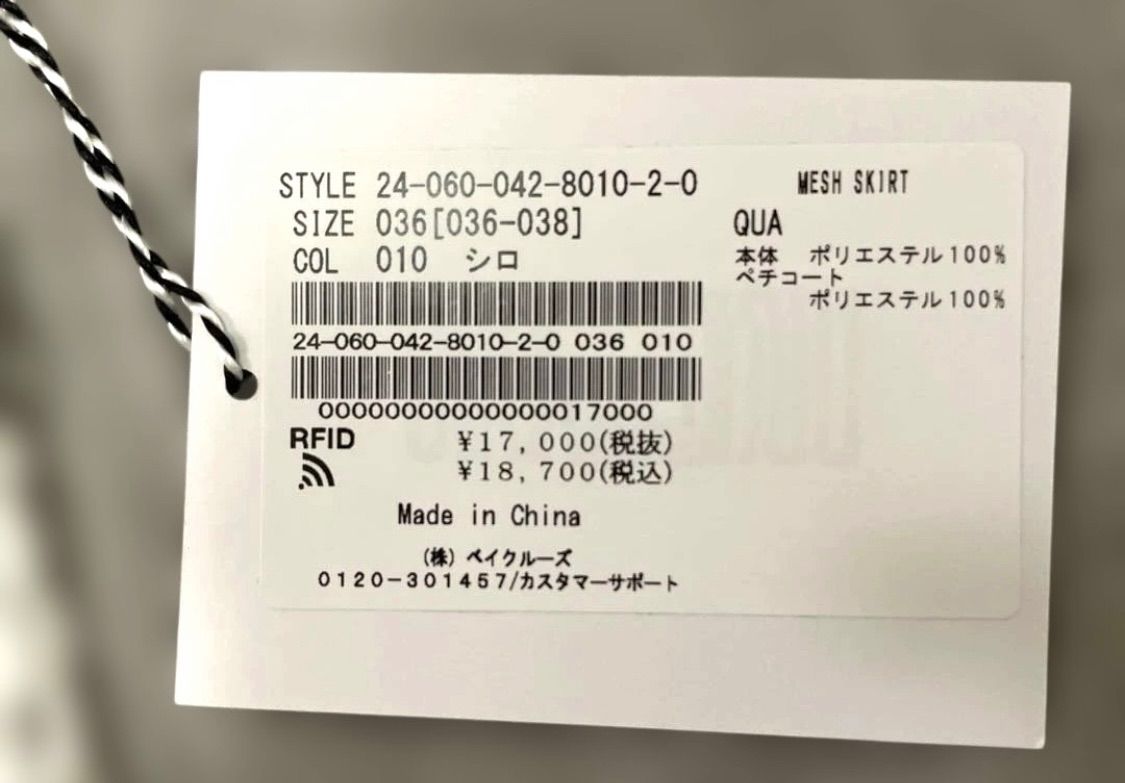 STYLE 24-060-042-8010-2-0
SIZE 036[036-038]
COL 010 シロ
24-060-042-8010-2-0 036 010
00000000000000017000
RFID
¥17,000(税抜)
¥18,700(税込)
Made in China
(株)ベイクルーズ
0120-301457/カスタマーサポート
MESH SKIRT
QUA
本体 ポリエステル100%
ペチコート
ポリエステル100%